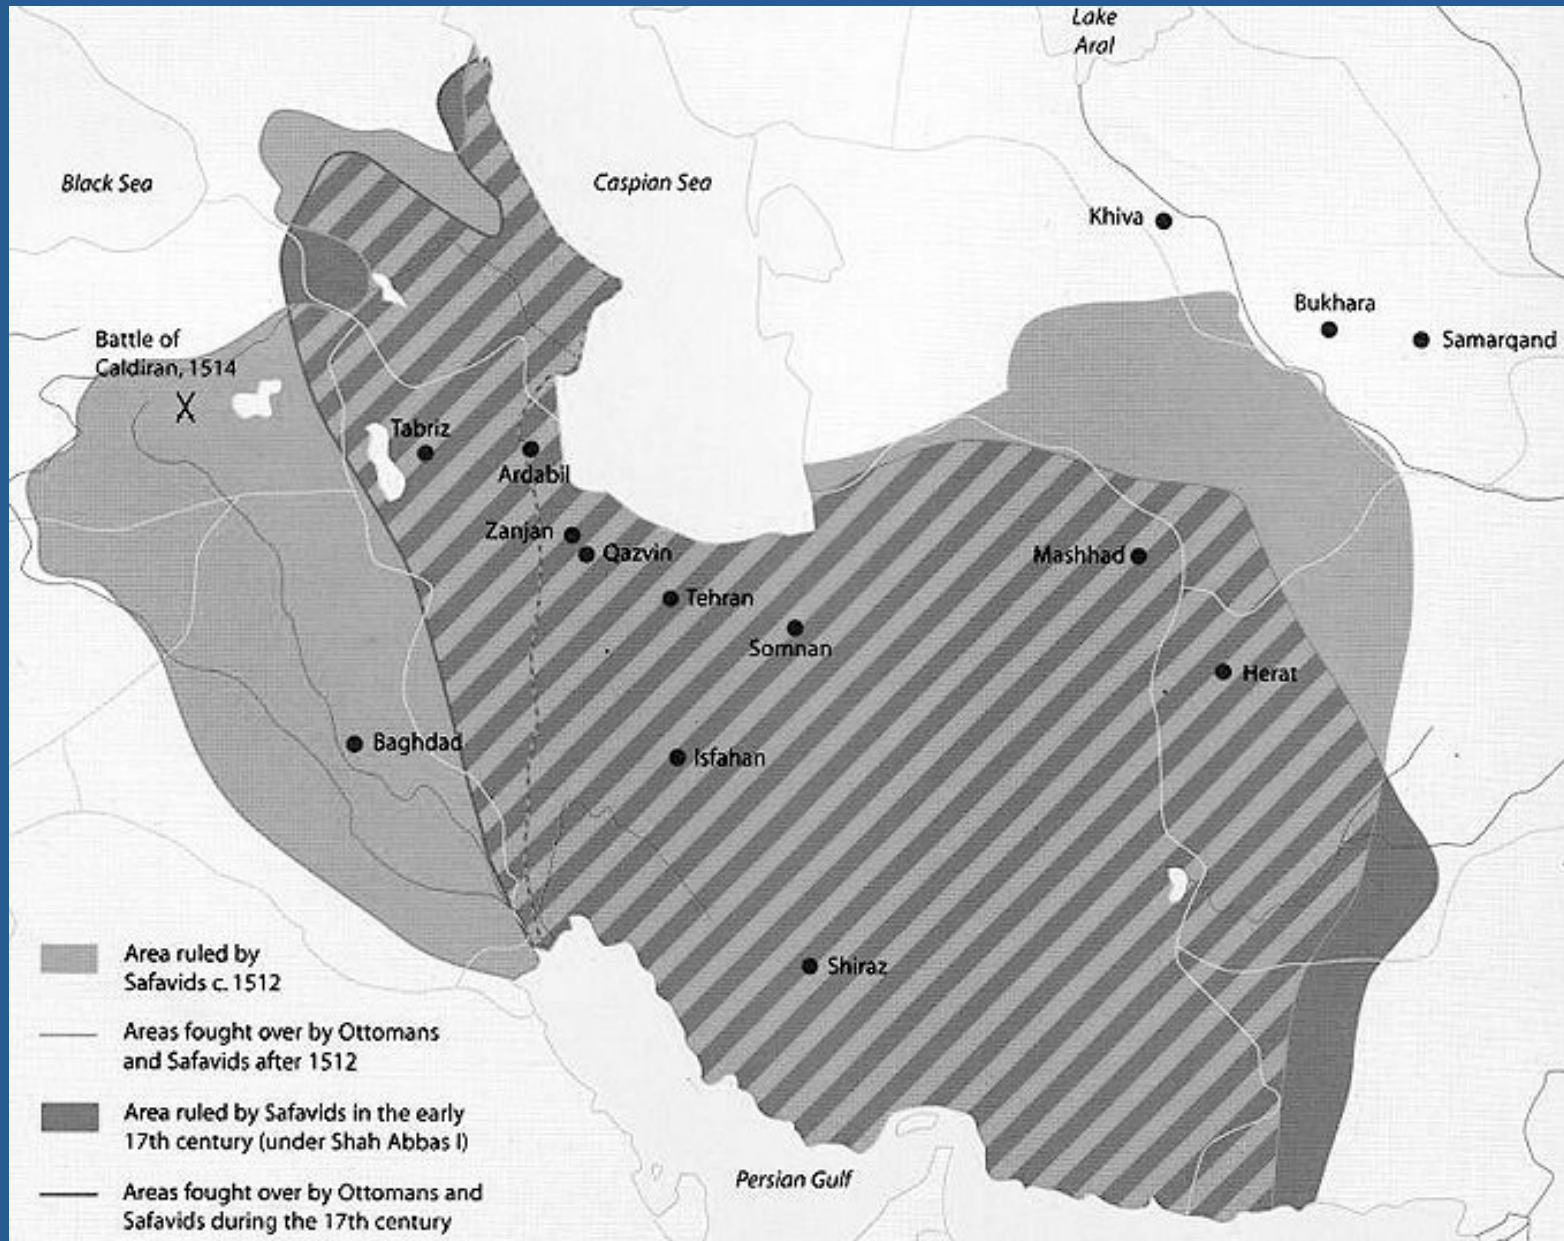 Lake
Aral
Black Sea
Caspian Sea
Khiva
Bukhara
Samarqand
Battle of
Caldiran, 1514
Tabriz
Ardabil
Zanjan
Qazvin
Mashhad
Tehran
Somnan
Herat
Baghdad
Isfahan
Shiraz
Persian Gulf
Area ruled by
Safavids c. 1512
Areas fought over by Ottomans
and Safavids after 1512
Area ruled by Safavids in the early
17th century (under Shah Abbas I)
Areas fought over by Ottomans and
Safavids during the 17th century